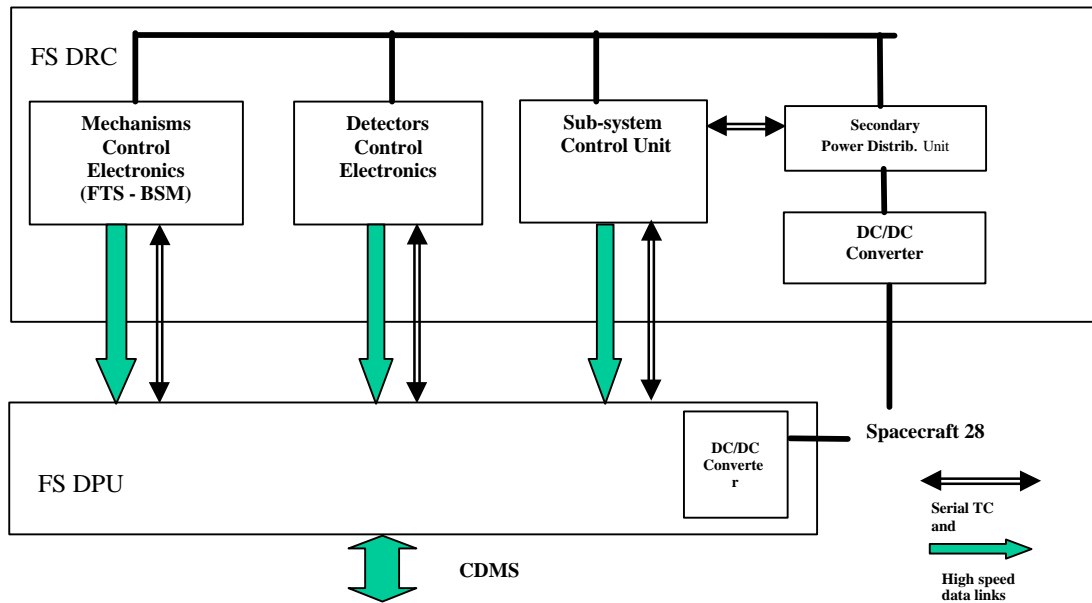 FS DRC
Mechanisms
Control
Electronics
(FTS - BSM)
Detectors
Control
Electronics
Sub-system
Control Unit
Secondary
Power Distrib. Unit
DC/DC
Converter
FS DPU
DC/DC
Converte
r
Spacecraft 28
CDMS
Serial TC
and
High speed
data links